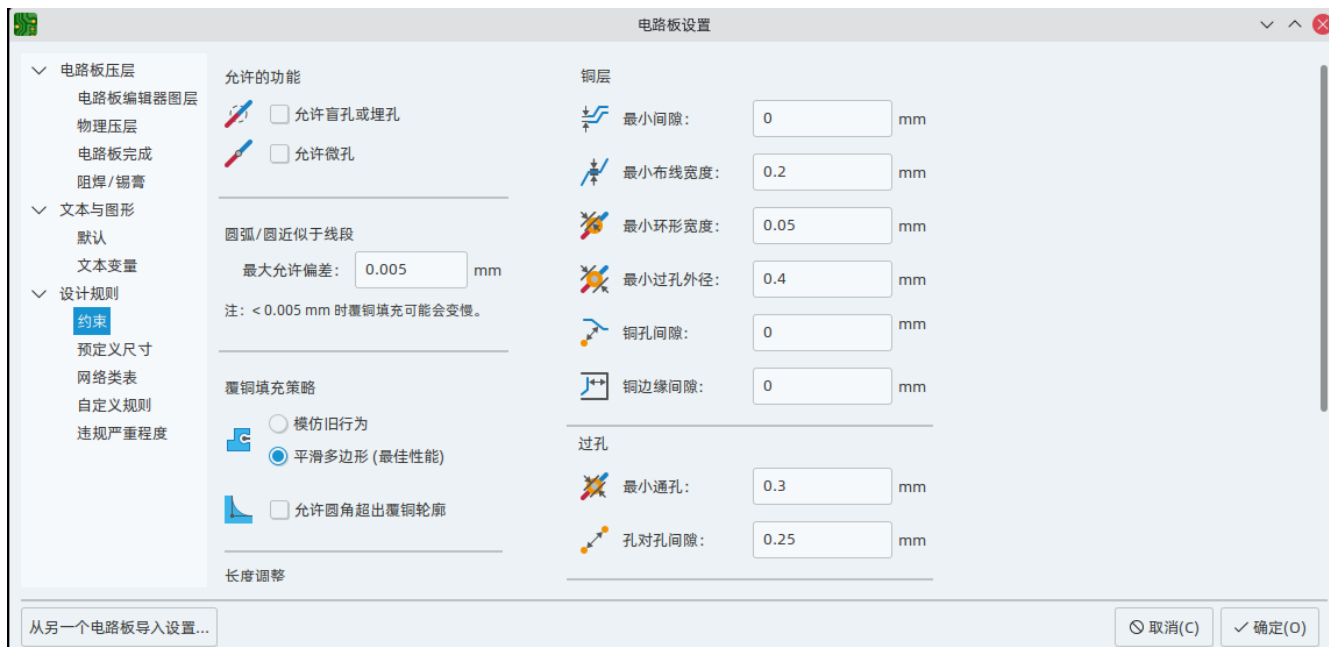 电路板设置
电路板压层
电路板编辑器图层
物理压层
电路板完成
阻焊/锡膏
文本与图形
默认
文本变量
设计规则
约束
预定义尺寸
网络类表
自定义规则
违规严重程度
允许的功能
允许盲孔或埋孔
允许微孔
圆弧/圆近似于线段
最大允许偏差: 0.005 mm
注: < 0.005 mm 时覆铜填充可能会变慢。
覆铜填充策略
模仿旧行为
平滑多边形 (最佳性能)
允许圆角超出覆铜轮廓
长度调整
铜层
最小间隙: 0 mm
最小布线宽度: 0.2 mm
最小环形宽度: 0.05 mm
最小过孔外径: 0.4 mm
铜孔间隙: 0 mm
铜边缘间隙: 0 mm
过孔
最小通孔: 0.3 mm
孔对孔间隙: 0.25 mm
从另一个电路板导入设置...
取消(C)
确定(O)